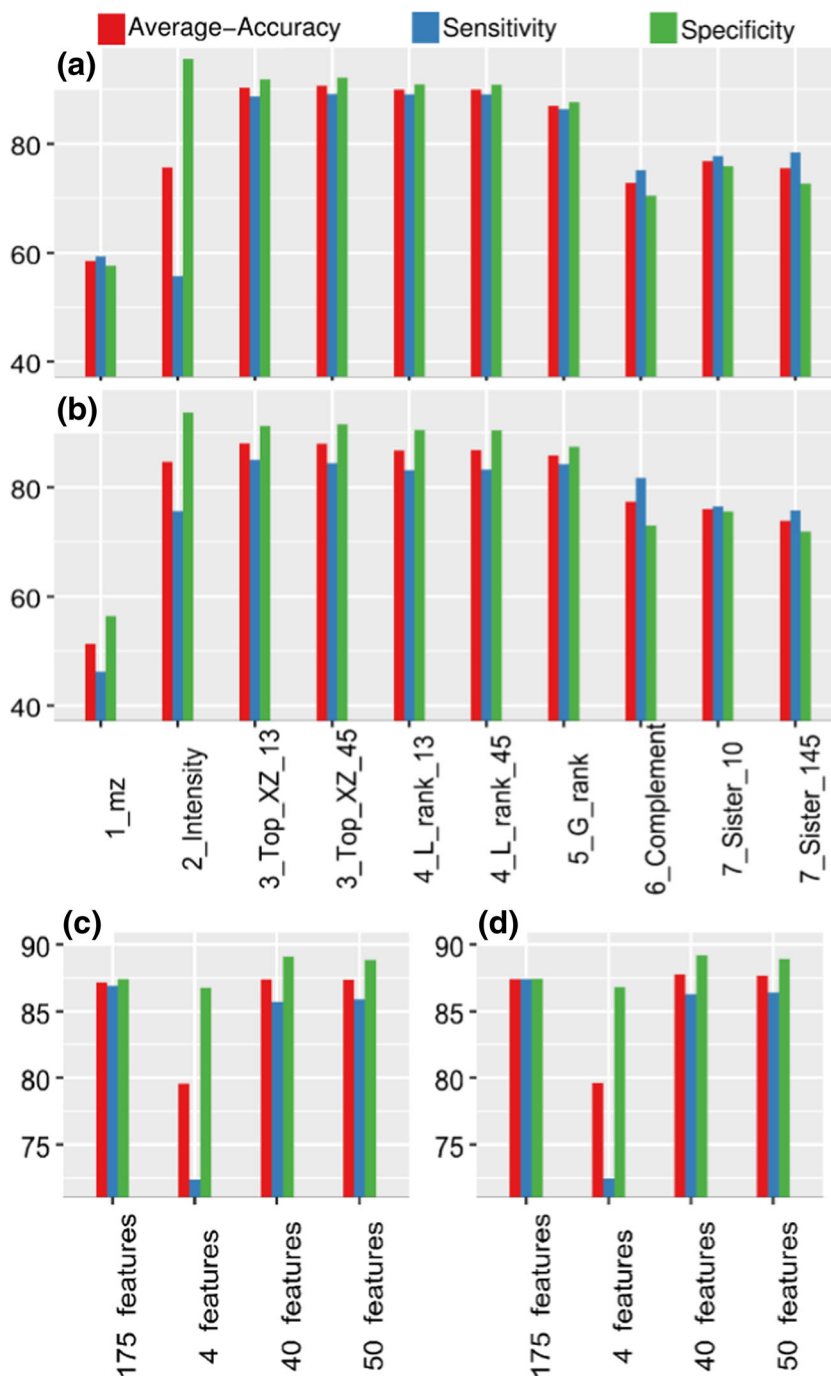 Average-Accuracy Sensitivity Specificity
(a)
80
60
40
(b)
80
60
40
1_mz
2_Intensity
3_Top_XZ_13
3_Top_XZ_45
4_L_rank_13
4_L_rank_45
5_G_rank
6_Complement
7_Sister_10
7_Sister_145
(c)
90
85
80
75
175 features
4 features
40 features
50 features
(d)
90
85
80
75
175 features
4 features
40 features
50 features